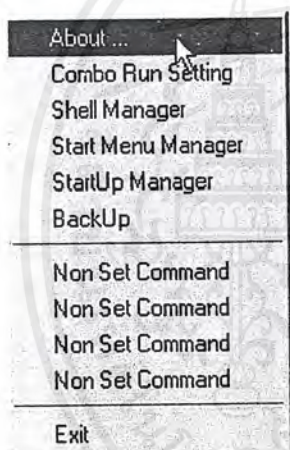 About ...
Combo Run Setting
Shell Manager
Start Menu Manager
StartUp Manager
BackUp
Non Set Command
Non Set Command
Non Set Command
Non Set Command
Exit